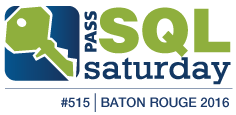 PASS
SQL
saturday
#515 | BATON ROUGE 2016